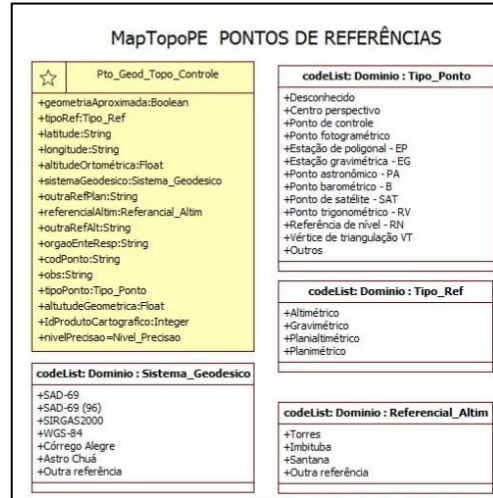 MapTopoPE PONTOS DE REFERÊNCIAS
Pto_Geod_Topo_Controle
+geometriaAproximada:Boolean
+tipoRef:Tipo_Ref
+latitude:String
+longitude:String
+altitudeOrtométrica:Float
+sistemaGeodesico:Sistema_Geodesico
+outraRefPlan:String
+referencialAltim:Referancial_Altim
+outraRefAlt:String
+orgaoEnteResp:String
+codPonto:String
+obs:String
+tipoPonto:Tipo_Ponto
+altutudeGeometrica:Float
+IdProdutoCartografico:Integer
+nivelPrecisao=Nivel_Precisao
codeList: Dominio : Sistema_Geodesico
+SAD-69
+SAD-69 (96)
+SIRGAS2000
+WGS-84
+Córrego Alegre
+Astro Chuá
+Outra referência
codeList: Dominio : Tipo_Ponto
+Desconhecido
+Centro perspectivo
+Ponto de controle
+Ponto fotogramétrico
+Estação de poligonal - EP
+Estação gravimétrica - EG
+Ponto astronômico - PA
+Ponto barométrico - B
+Ponto de satélite - SAT
+Ponto trigonométrico - RV
+Referência de nível - RN
+Vértice de triangulação VT
+Outros
codeList: Dominio : Tipo_Ref
+Altimétrico
+Gravimétrico
+Planialtimétrico
+Planimétrico
codeList: Dominio : Referencial_Altim
+Torres
+Imbituba
+Santana
+Outra referência